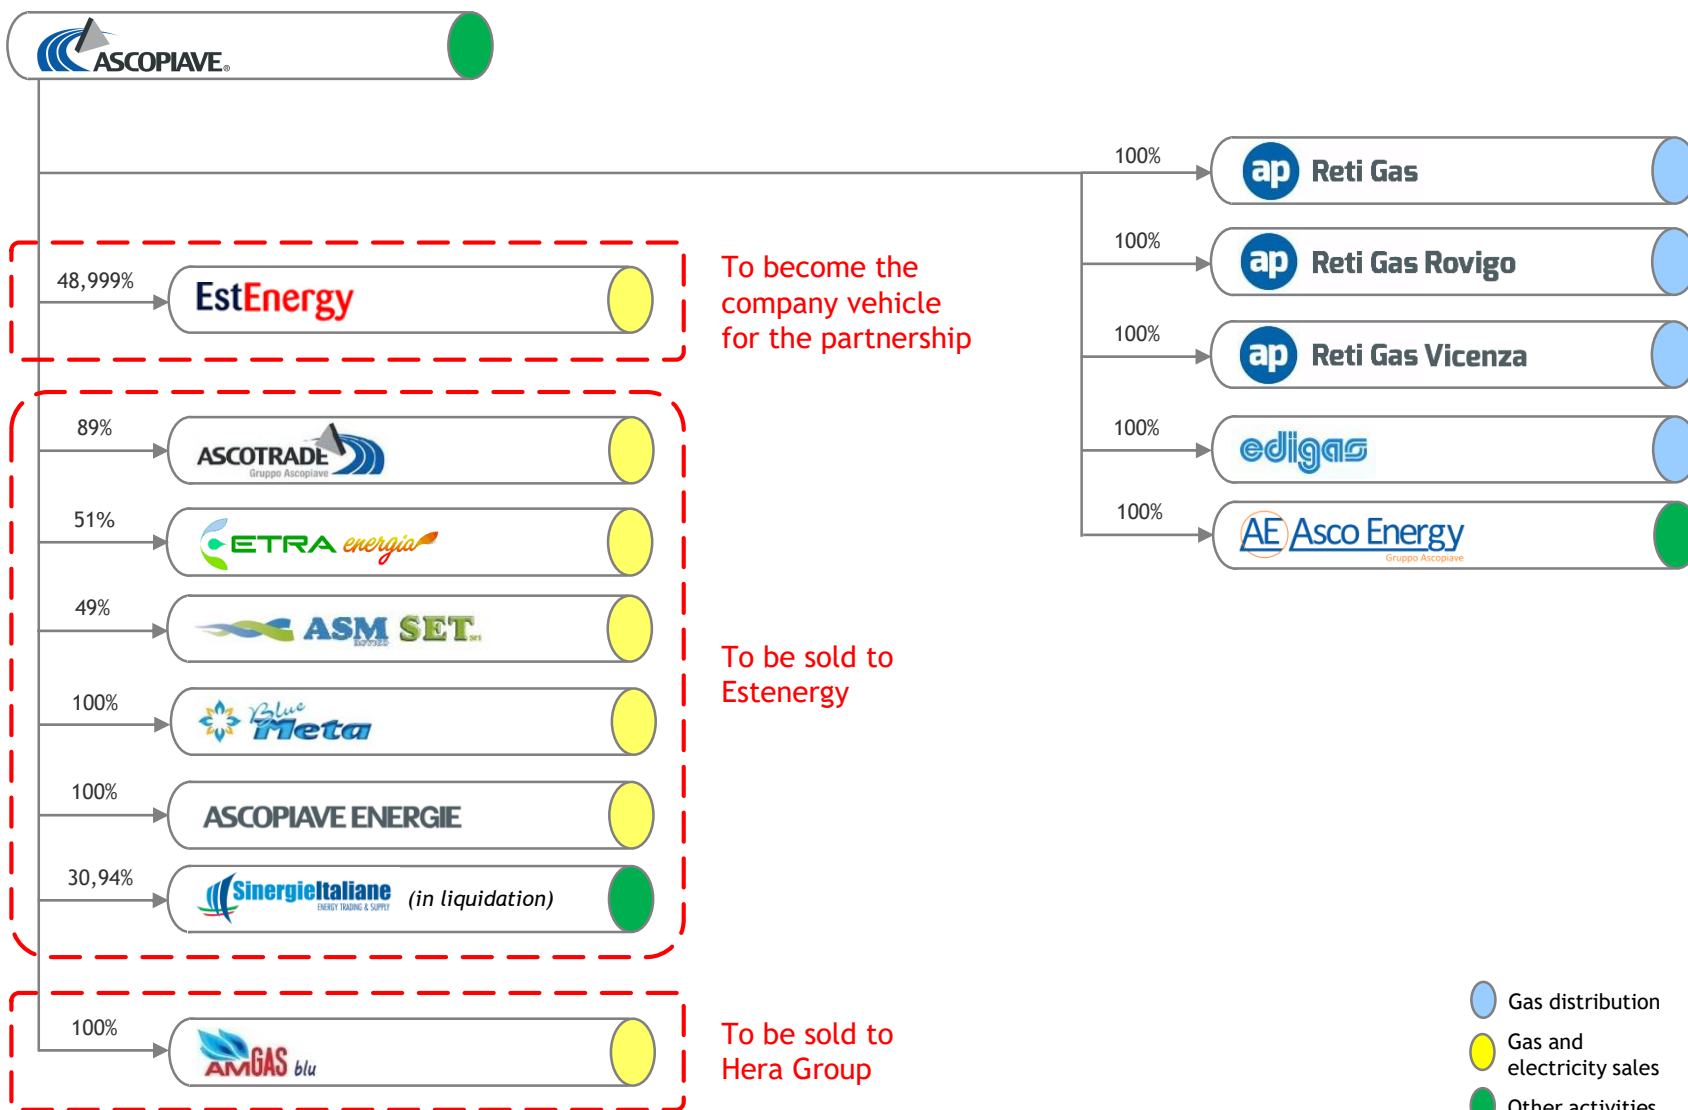 ASCOPIAVE®
100%
ap Reti Gas
100%
ap Reti Gas Rovigo
48,999%
EstEnergy
To become the
company vehicle
for the partnership
100%
ap Reti Gas Vicenza
89%
ASCOTRADE
Gruppo Ascopiave
100%
edigas
51%
ETRA energia
100%
AE Asco Energy
Gruppo Ascopiave
49%
ASM SET
ROVIGO
To be sold to
Estenergy
100%
Blue
Meta
100%
ASCOPIAVE ENERGIE
30,94%
SinergieItaliane (in liquidation)
ENERGY TRADING & SUPPLY
100%
AMGAS blu
To be sold to
Hera Group
Gas distribution
Gas and
electricity sales
Other activities